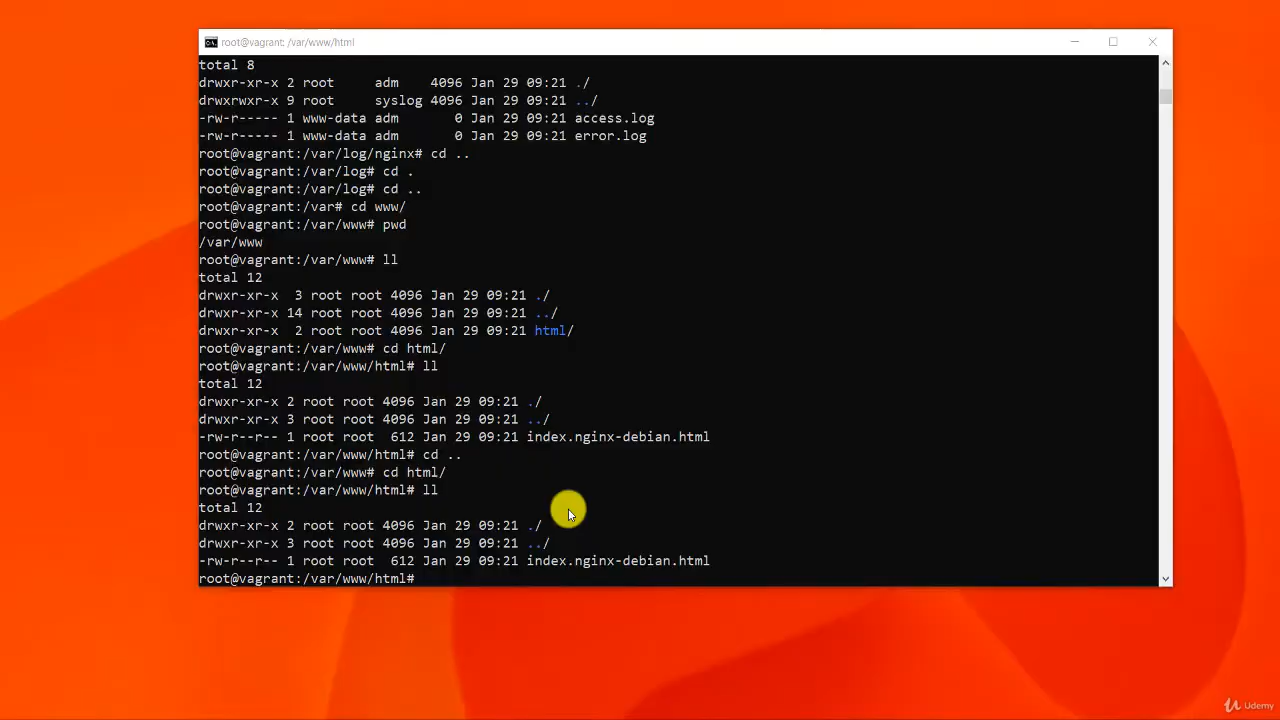 root@vagrant: /var/www/html
total 8
drwxr-xr-x 2 root     adm    4096 Jan 29 09:21 ./
drwxrwxr-x 9 root     syslog 4096 Jan 29 09:21 ../
-rw-r----- 1 www-data adm       0 Jan 29 09:21 access.log
-rw-r----- 1 www-data adm       0 Jan 29 09:21 error.log
root@vagrant:/var/log/nginx# cd ..
root@vagrant:/var/log# cd .
root@vagrant:/var/log# cd ..
root@vagrant:/var# cd www/
root@vagrant:/var/www# pwd
/var/www
root@vagrant:/var/www# ll
total 12
drwxr-xr-x  3 root root 4096 Jan 29 09:21 ./
drwxr-xr-x 14 root root 4096 Jan 29 09:21 ../
drwxr-xr-x  2 root root 4096 Jan 29 09:21 html/
root@vagrant:/var/www# cd html/
root@vagrant:/var/www/html# ll
total 12
drwxr-xr-x 2 root root 4096 Jan 29 09:21 ./
drwxr-xr-x 3 root root 4096 Jan 29 09:21 ../
-rw-r--r-- 1 root root  612 Jan 29 09:21 index.nginx-debian.html
root@vagrant:/var/www/html# cd ..
root@vagrant:/var/www# cd html/
root@vagrant:/var/www/html# ll
total 12
drwxr-xr-x 2 root root 4096 Jan 29 09:21 ./
drwxr-xr-x 3 root root 4096 Jan 29 09:21 ../
-rw-r--r-- 1 root root  612 Jan 29 09:21 index.nginx-debian.html
root@vagrant:/var/www/html#
Udemy